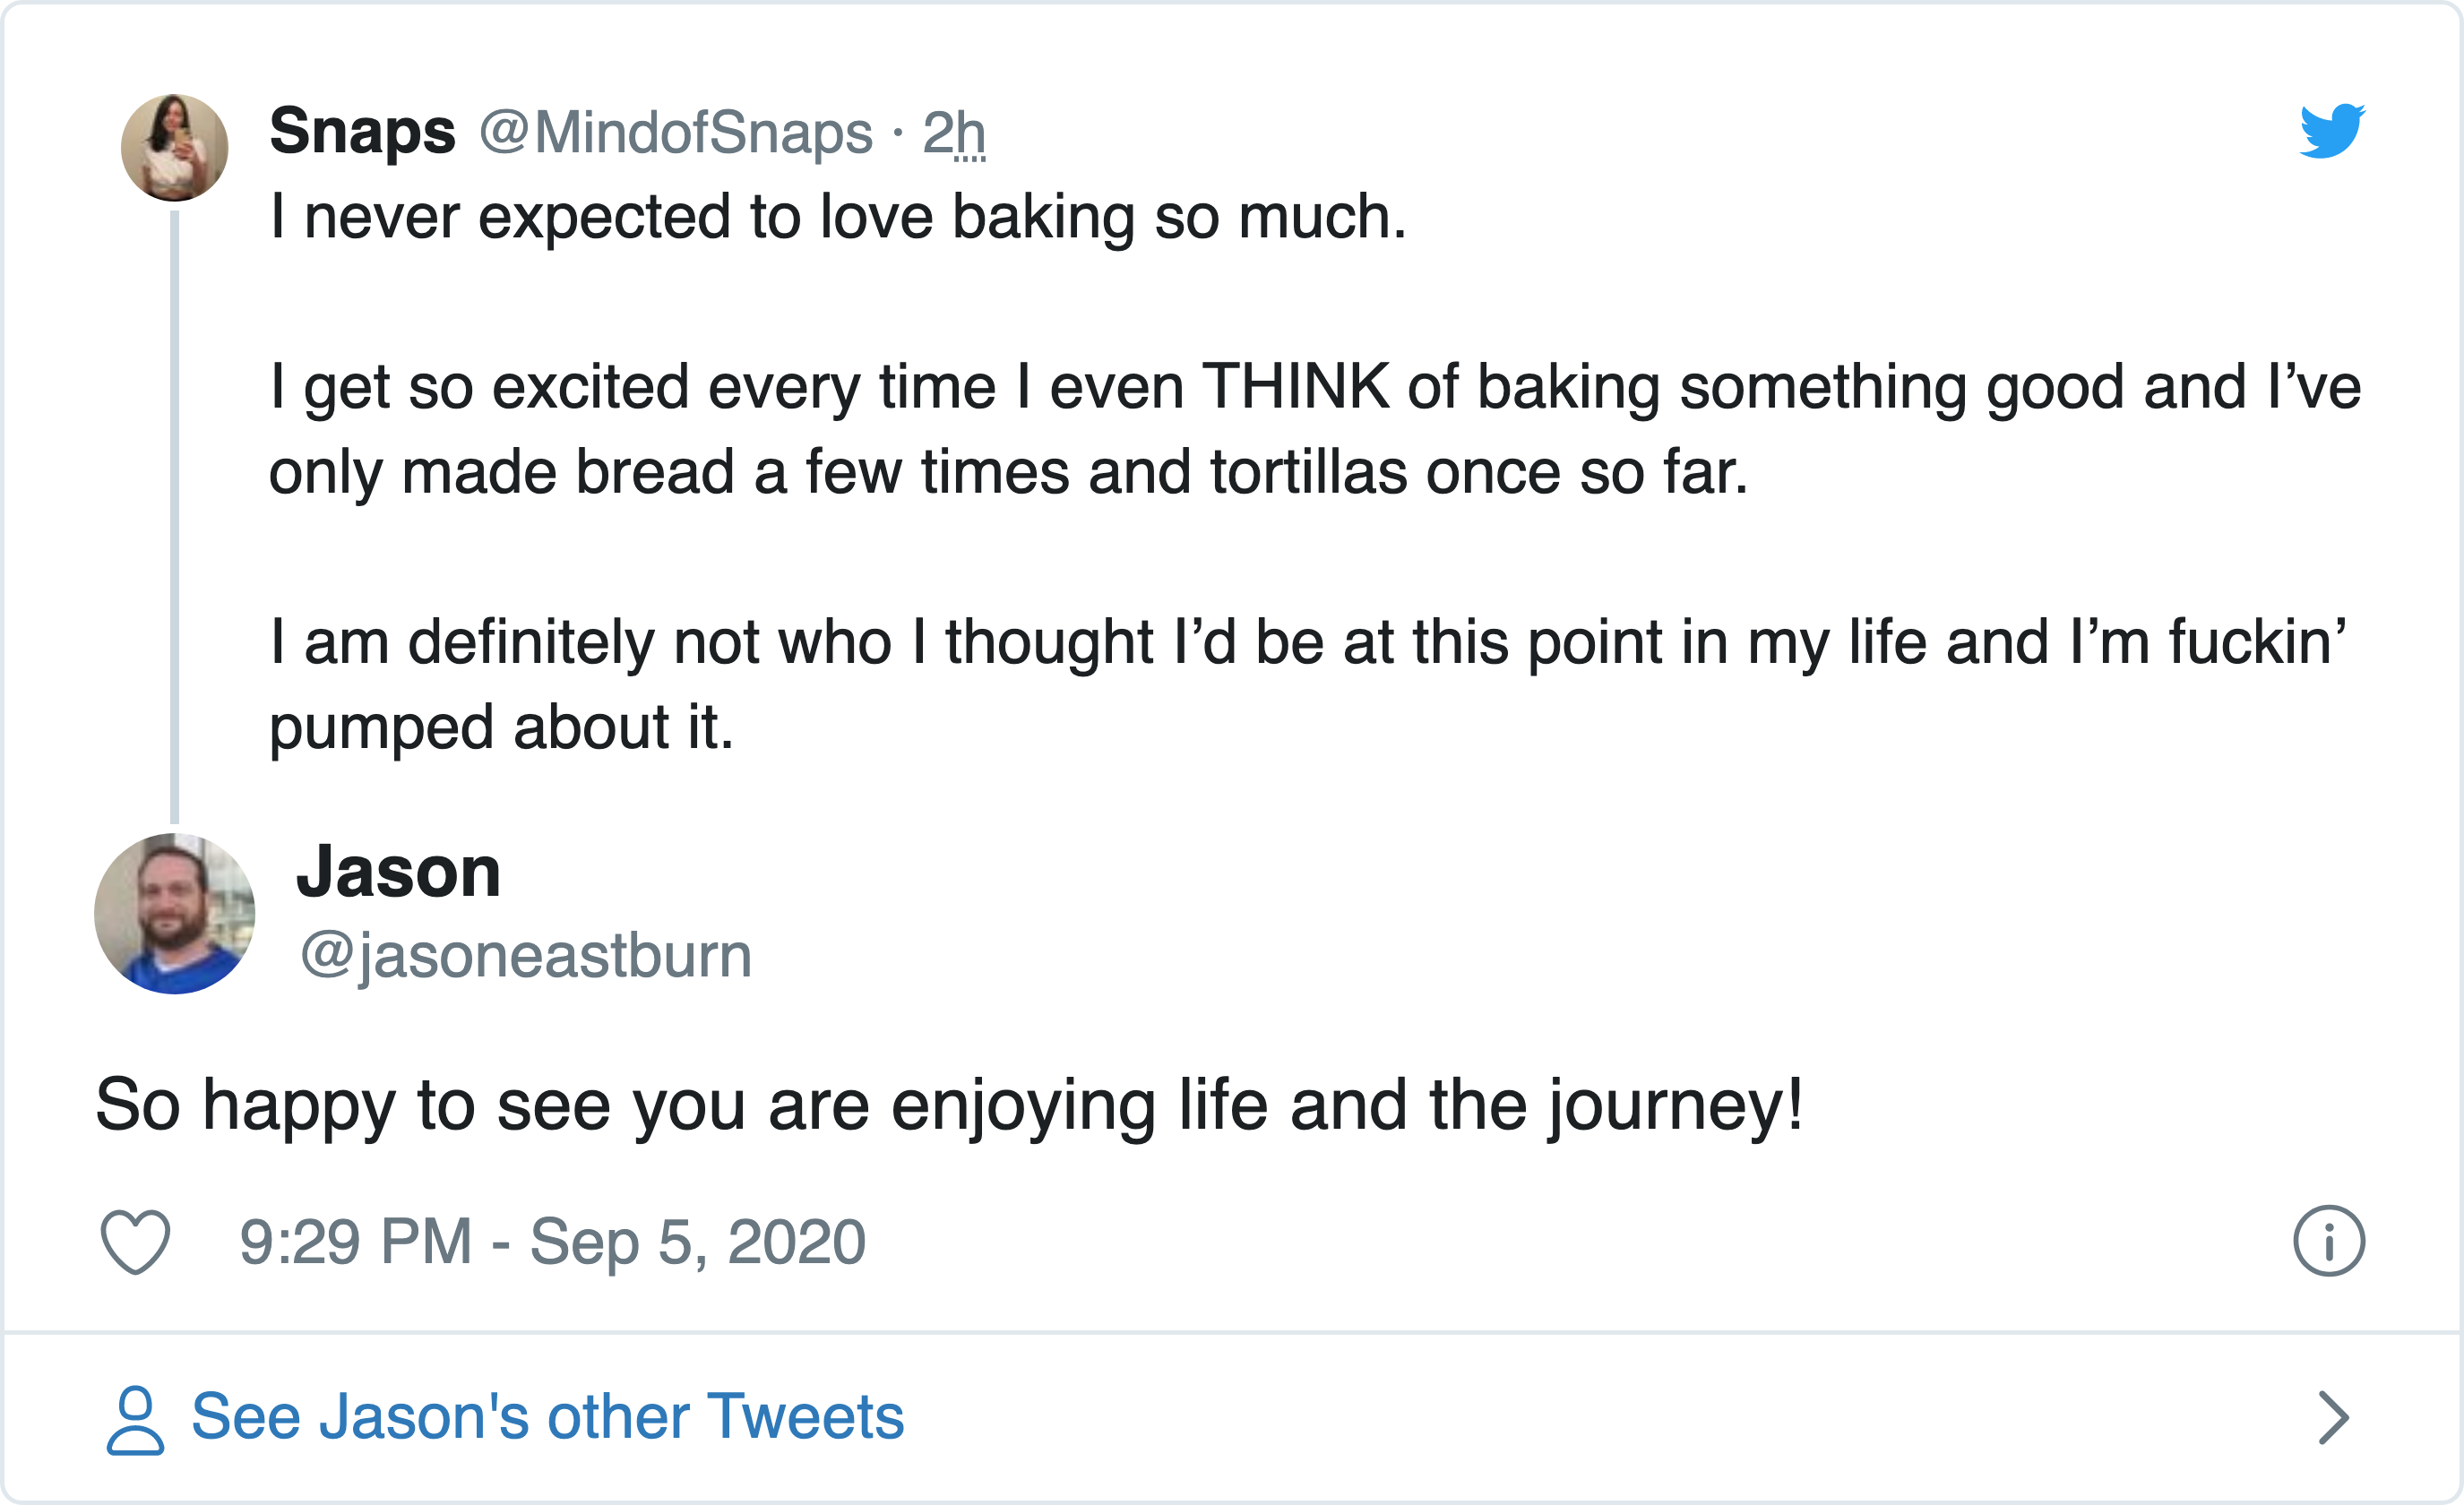 Snaps @MindofSnaps · 2h
I never expected to love baking so much.
I get so excited every time I even THINK of baking something good and I’ve
only made bread a few times and tortillas once so far.
I am definitely not who I thought I’d be at this point in my life and I’m fuckin’
pumped about it.
Jason
@jasoneastburn
So happy to see you are enjoying life and the journey!
9:29 PM - Sep 5, 2020
See Jason's other Tweets